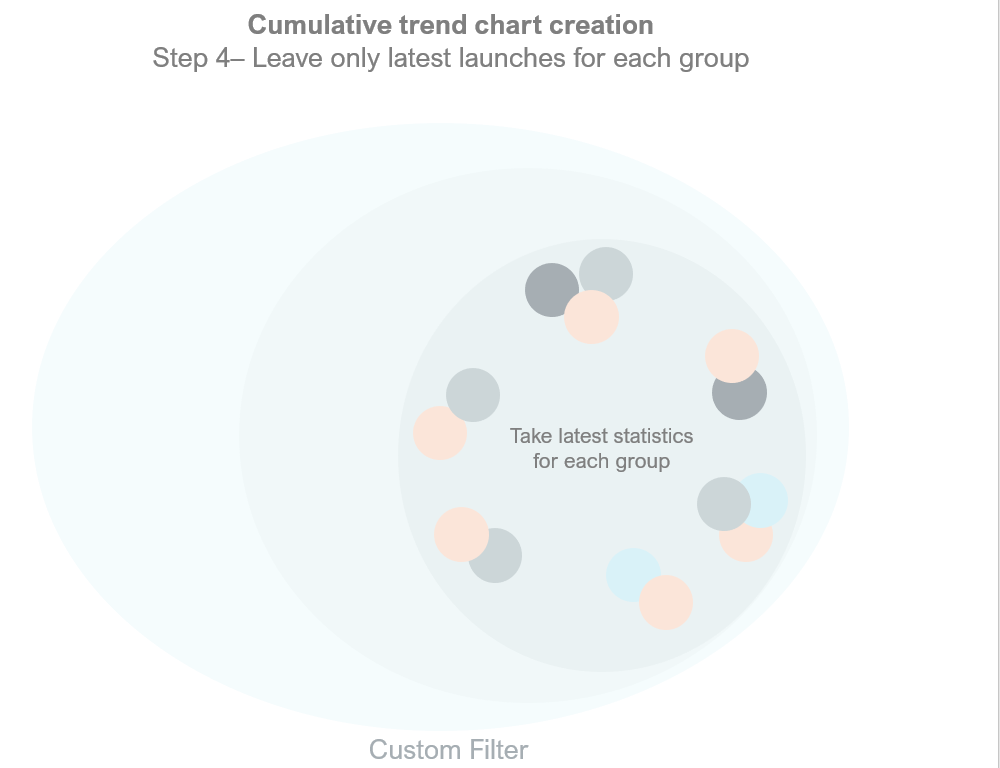 Cumulative trend chart creation
Step 4– Leave only latest launches for each group
Take latest statistics
for each group
Custom Filter